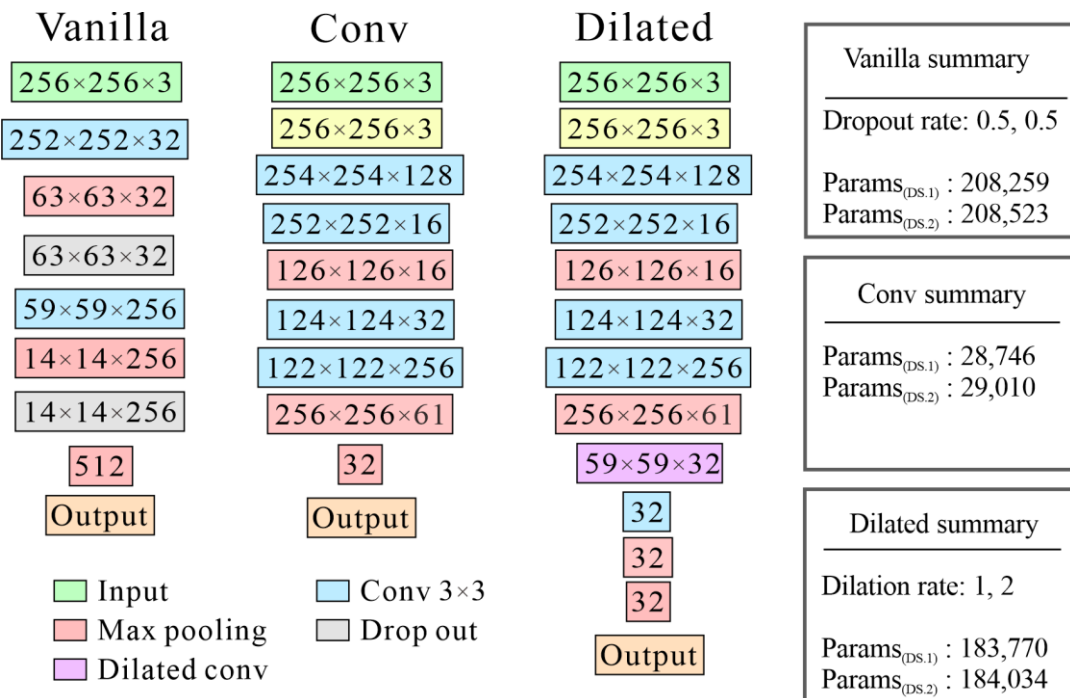 Vanilla
256×256×3
252×252×32
63×63×32
63×63×32
59×59×256
14×14×256
14×14×256
512
Output
Conv
256×256×3
256×256×3
254×254×128
252×252×16
126×126×16
124×124×32
122×122×256
256×256×61
32
Output
Dilated
256×256×3
256×256×3
254×254×128
252×252×16
126×126×16
124×124×32
122×122×256
256×256×61
59×59×32
32
32
32
Output
Input
Max pooling
Dilated conv
Conv 3×3
Drop out
Vanilla summary
Dropout rate: 0.5, 0.5
Params(DS.1) : 208,259
Params(DS.2) : 208,523
Conv summary
Params(DS.1) : 28,746
Params(DS.2) : 29,010
Dilated summary
Dilation rate: 1, 2
Params(DS.1) : 183,770
Params(DS.2) : 184,034